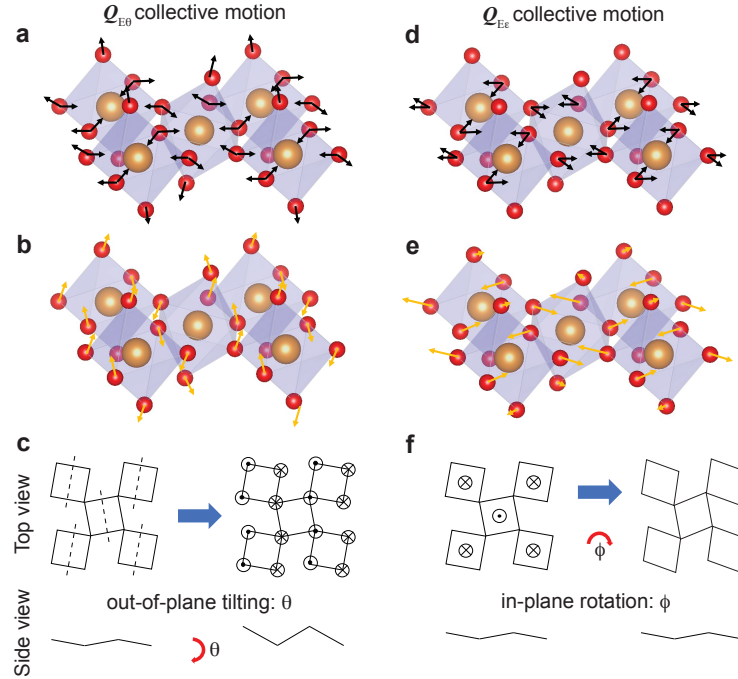 Q_Eθ collective motion
Q_Eε collective motion
a
d
b
e
c
f
Top view
ϕ
out-of-plane tilting: θ
in-plane rotation: ϕ
Side view
θ